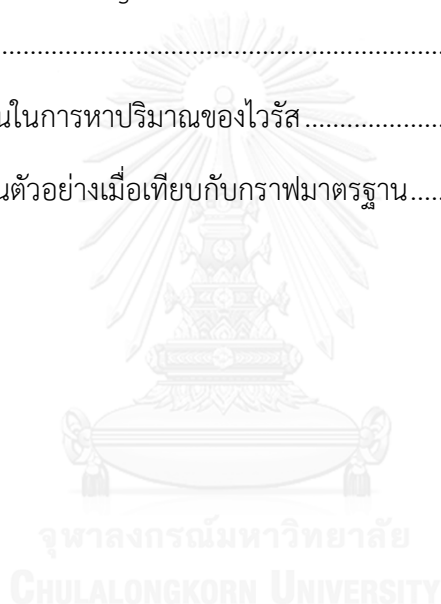 ....................................................................
นในการหาปริมาณของไวรัส.....................
นตัวอย่างเมื่อเทียบกับกราฟมาตรฐาน.....
จุฬาลงกรณ์มหาวิทยาลัย
CHULALONGKORN UNIVERSITY